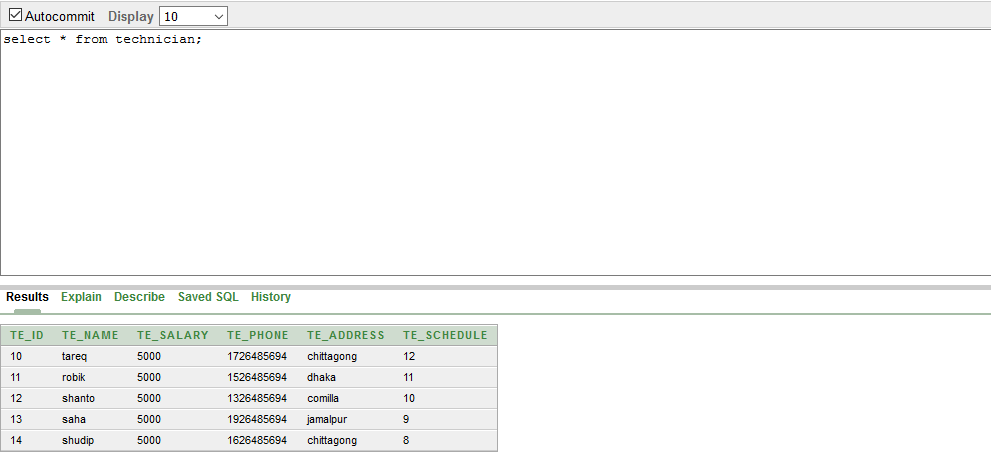 Autocommit Display 10
select * from technician;
Results Explain Describe Saved SQL History
TE_ID TE_NAME TE_SALARY TE_PHONE TE_ADDRESS TE_SCHEDULE
10 tareq 5000 1726485694 chittagong 12
11 robik 5000 1526485694 dhaka 11
12 shanto 5000 1326485694 comilla 10
13 saha 5000 1926485694 jamalpur 9
14 shudip 5000 1626485694 chittagong 8